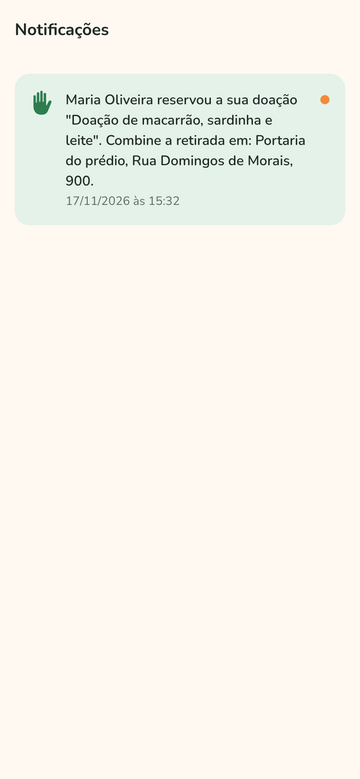 Notificações
Maria Oliveira reservou a sua doação
"Doação de macarrão, sardinha e
leite". Combine a retirada em: Portaria
do prédio, Rua Domingos de Morais,
900.
17/11/2026 às 15:32